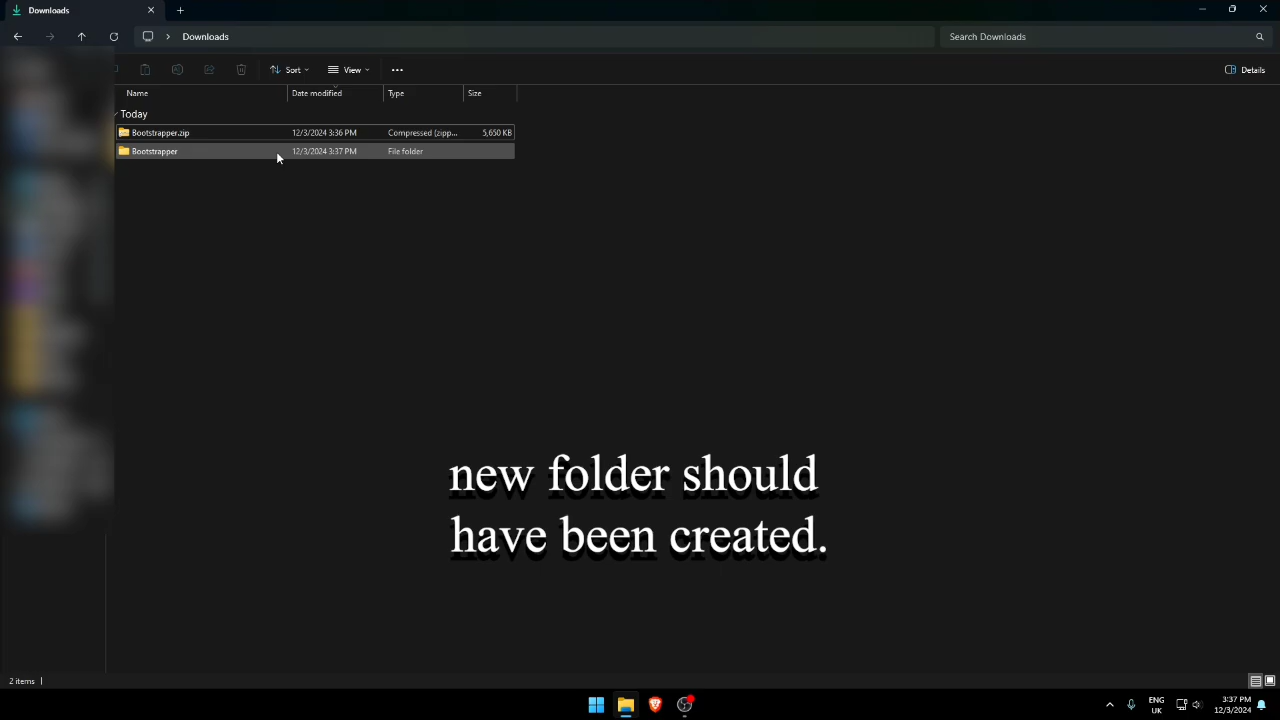 Downloads
Downloads
Search Downloads
Sort
View
Details
Name Date modified Type Size
Today
Bootstrapper.zip 12/3/2024 3:36 PM Compressed (zipp... 5,650 KB
Bootstrapper 12/3/2024 3:37 PM File folder
new folder should
have been created.
2 items
ENG 3:37 PM
UK 12/3/2024